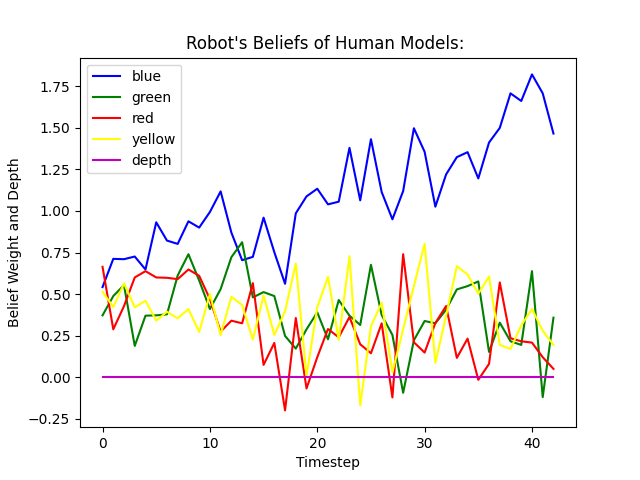 Robot's Beliefs of Human Models:
blue
green
red
yellow
depth
Belief Weight and Depth
1.75
1.50
1.25
1.00
0.75
0.50
0.25
0.00
−0.25
0 10 20 30 40
Timestep